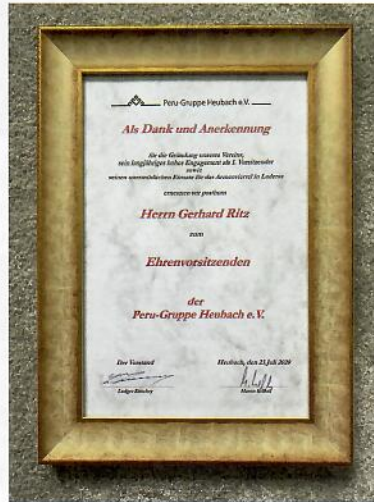 Peru-Gruppe Heubach e.V.
Als Dank und Anerkennung
für die Gründung unseres Vereins,
sein langjähriges hohes Engagement als 1. Vorsitzender
sowie
seinen unermüdlichen Einsatz für das Armenviertel in Loderas
ernennen wir posthum
Herrn Gerhard Ritz
zum
Ehrenvorsitzenden
der
Peru-Gruppe Heubach e.V.
Der Vorstand Heubach, den 23.Juli 2020
Ludger